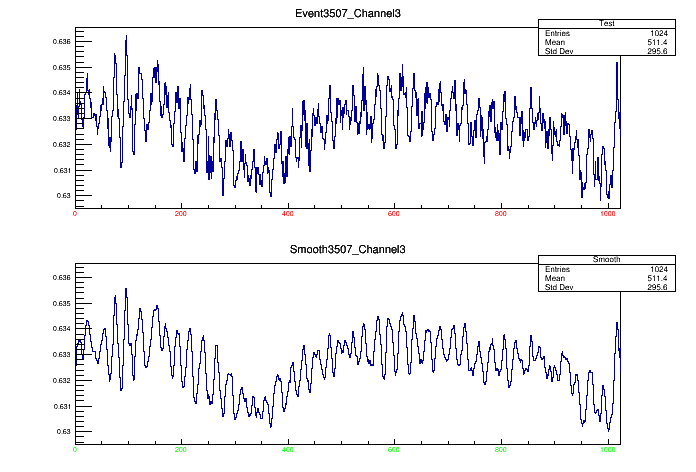 Event3507_Channel3
Test
Entries 1024
Mean 511.4
Std Dev 295.6
0.636
0.635
0.634
0.633
0.632
0.631
0.63
0 200 400 600 800 1000
Smooth3507_Channel3
Smooth
Entries 1024
Mean 511.4
Std Dev 295.6
0.636
0.635
0.634
0.633
0.632
0.631
0.63
0 200 400 600 800 1000